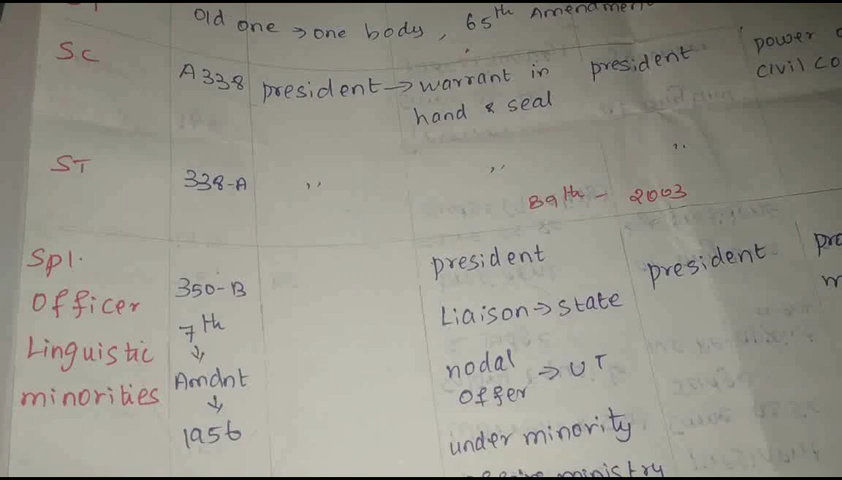 old one → one body, 65th Amendment
SC
A338
president → warrant in
hand & seal
president
power
civil co
ST
338-A
,,
,,
,,
89th - 2003
Spl.
Officer
Linguistic
minorities
350-B
7th
↓
Amdnt
↓
1956
president
Liaison → state
nodal
offer → UT
under minority
ministry
president
pro
m